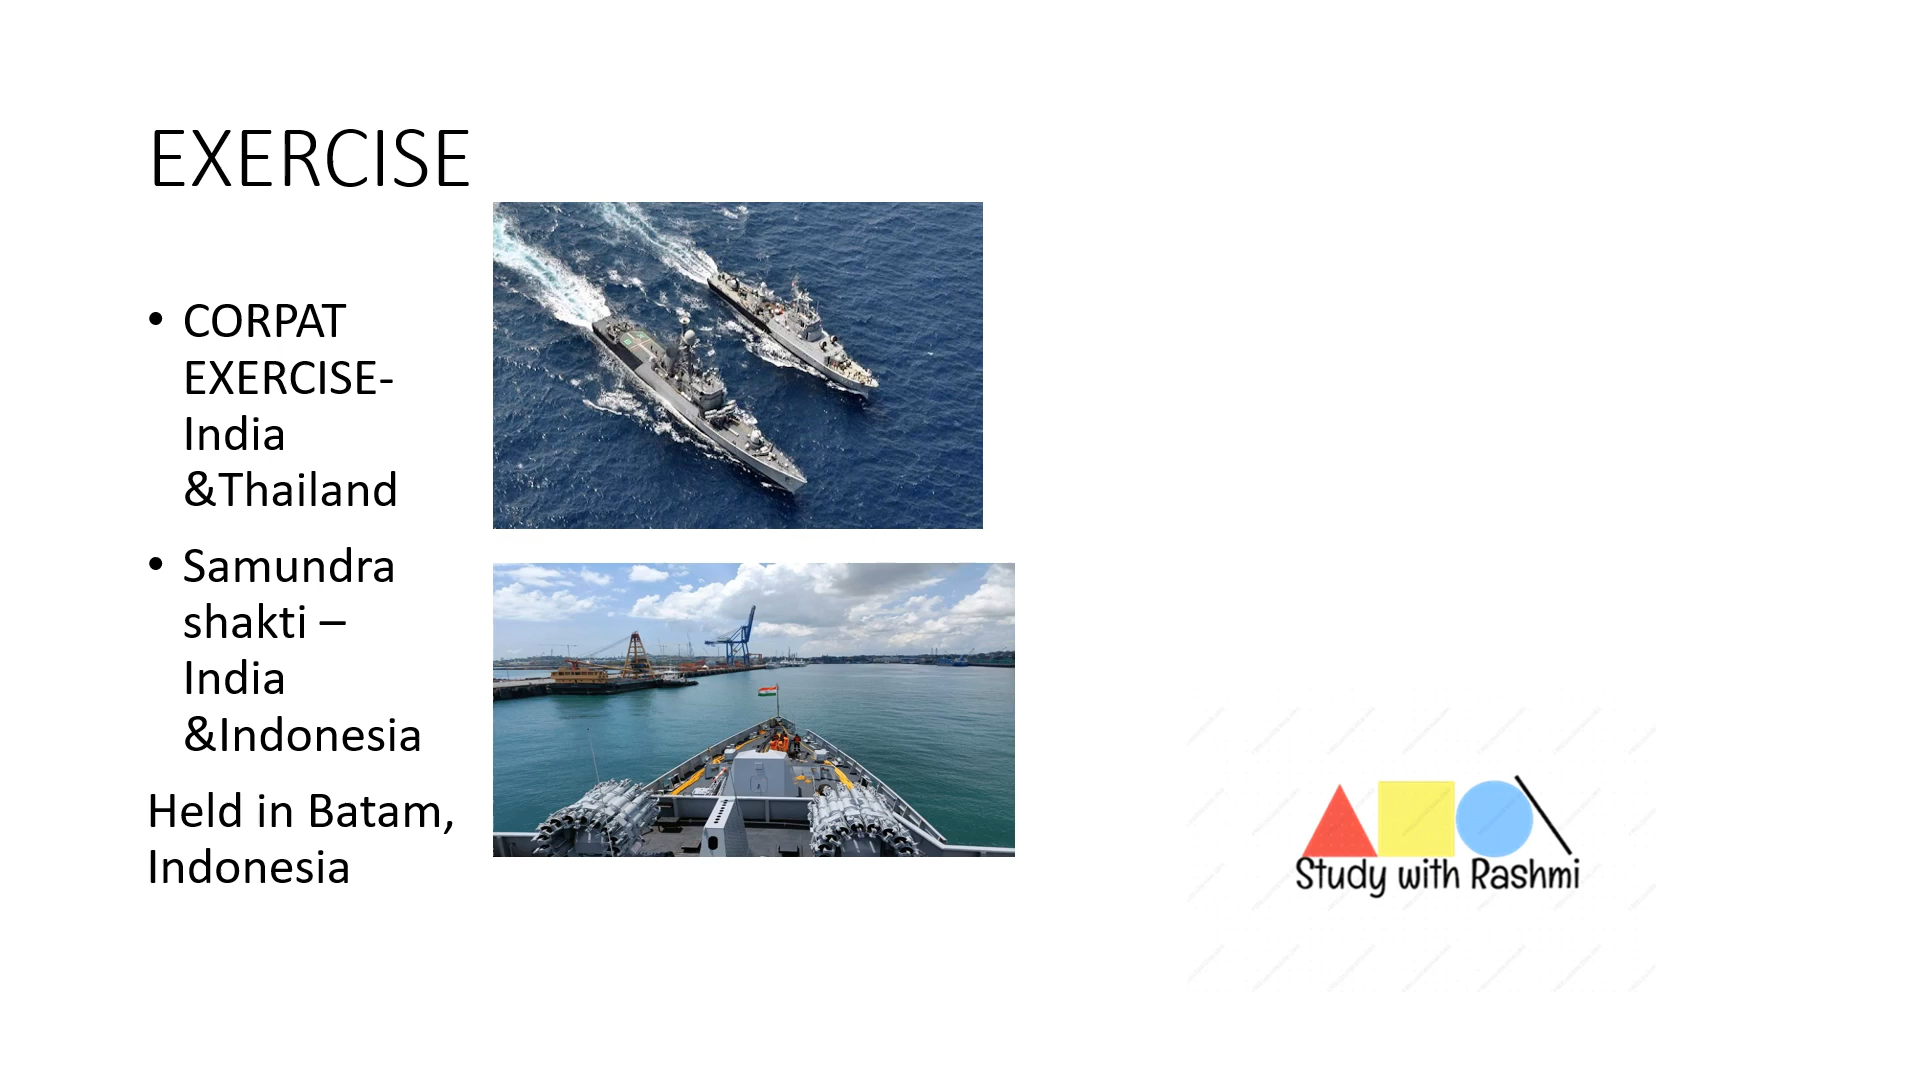 EXERCISE
• CORPAT
EXERCISE-
India
&Thailand
• Samundra
shakti –
India
&Indonesia
Held in Batam,
Indonesia
Study with Rashmi